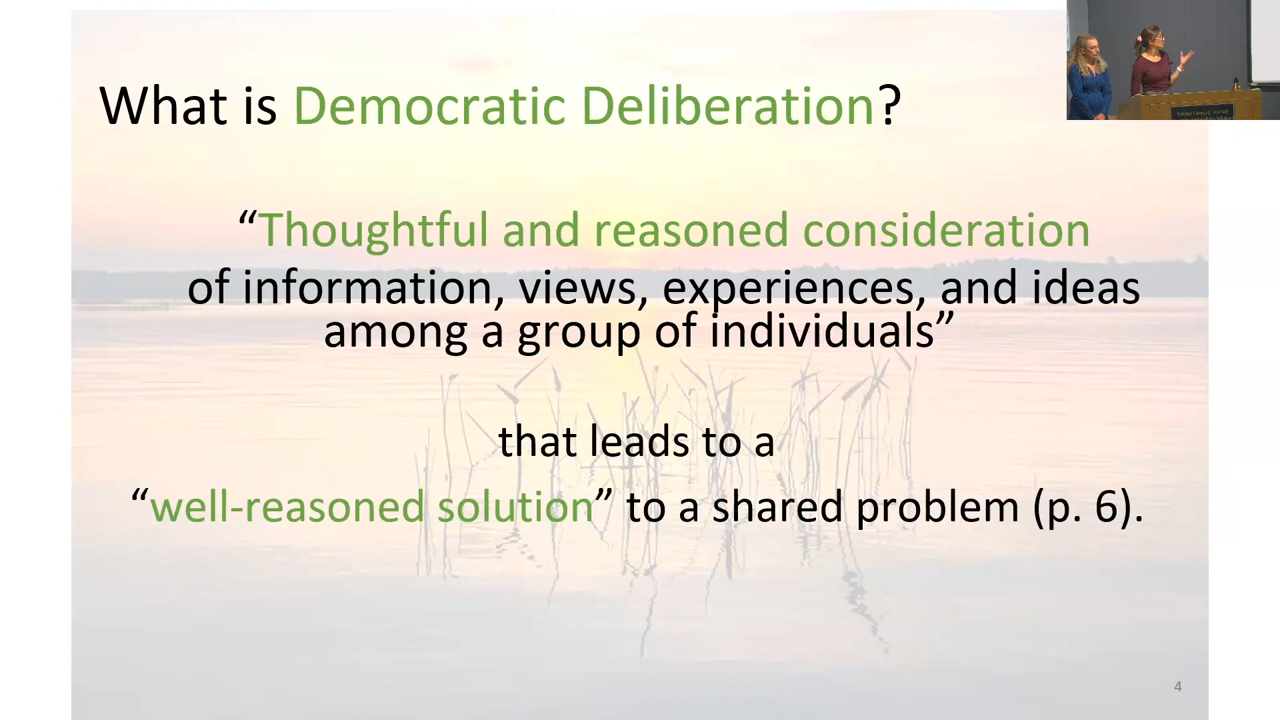 What is Democratic Deliberation?
“Thoughtful and reasoned consideration
of information, views, experiences, and ideas
among a group of individuals”
that leads to a
“well-reasoned solution” to a shared problem (p. 6).
4